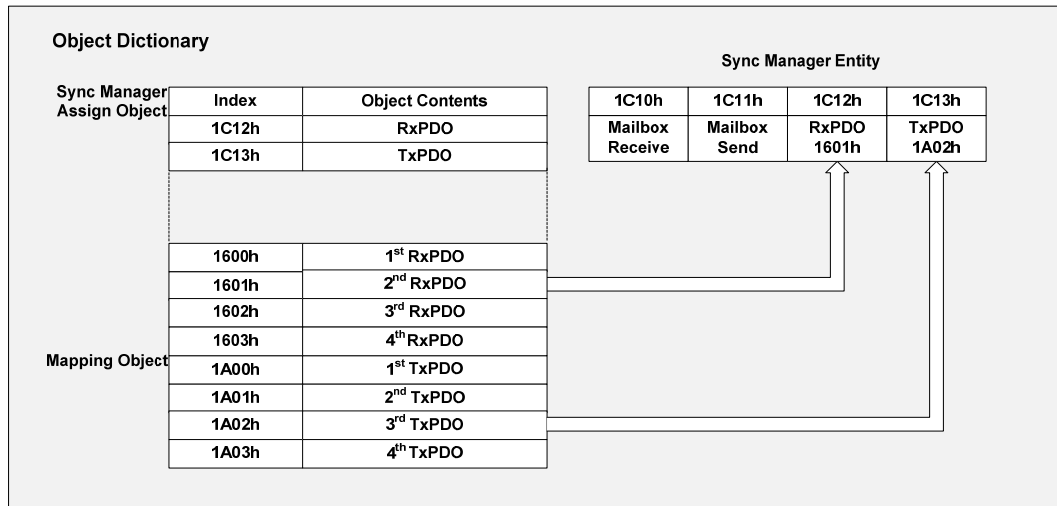 Object Dictionary
Sync Manager Entity
Sync Manager
Assign Object
Index Object Contents
1C12h RxPDO
1C13h TxPDO
1C10h 1C11h 1C12h 1C13h
Mailbox Mailbox RxPDO TxPDO
Receive Send 1601h 1A02h
Mapping Object
1600h 1st RxPDO
1601h 2nd RxPDO
1602h 3rd RxPDO
1603h 4th RxPDO
1A00h 1st TxPDO
1A01h 2nd TxPDO
1A02h 3rd TxPDO
1A03h 4th TxPDO